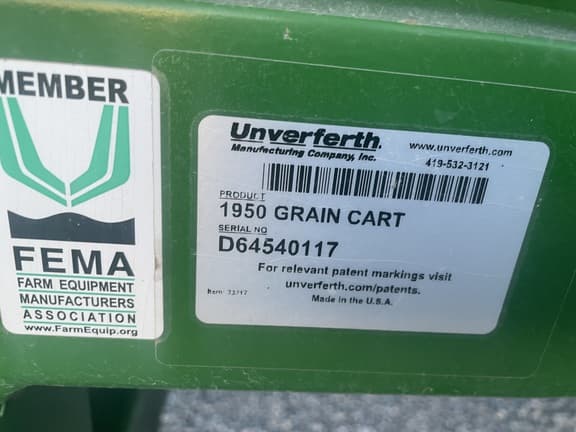 MEMBER
FEMA
FARM EQUIPMENT
MANUFACTURERS
ASSOCIATION
www.FarmEquip.org
Unverferth
Manufacturing Company, Inc.
www.unverferth.com
419-532-3121
PRODUCT
1950 GRAIN CART
SERIAL NO
D64540117
For relevant patent markings visit
unverferth.com/patents.
Item:
Made in the U.S.A.